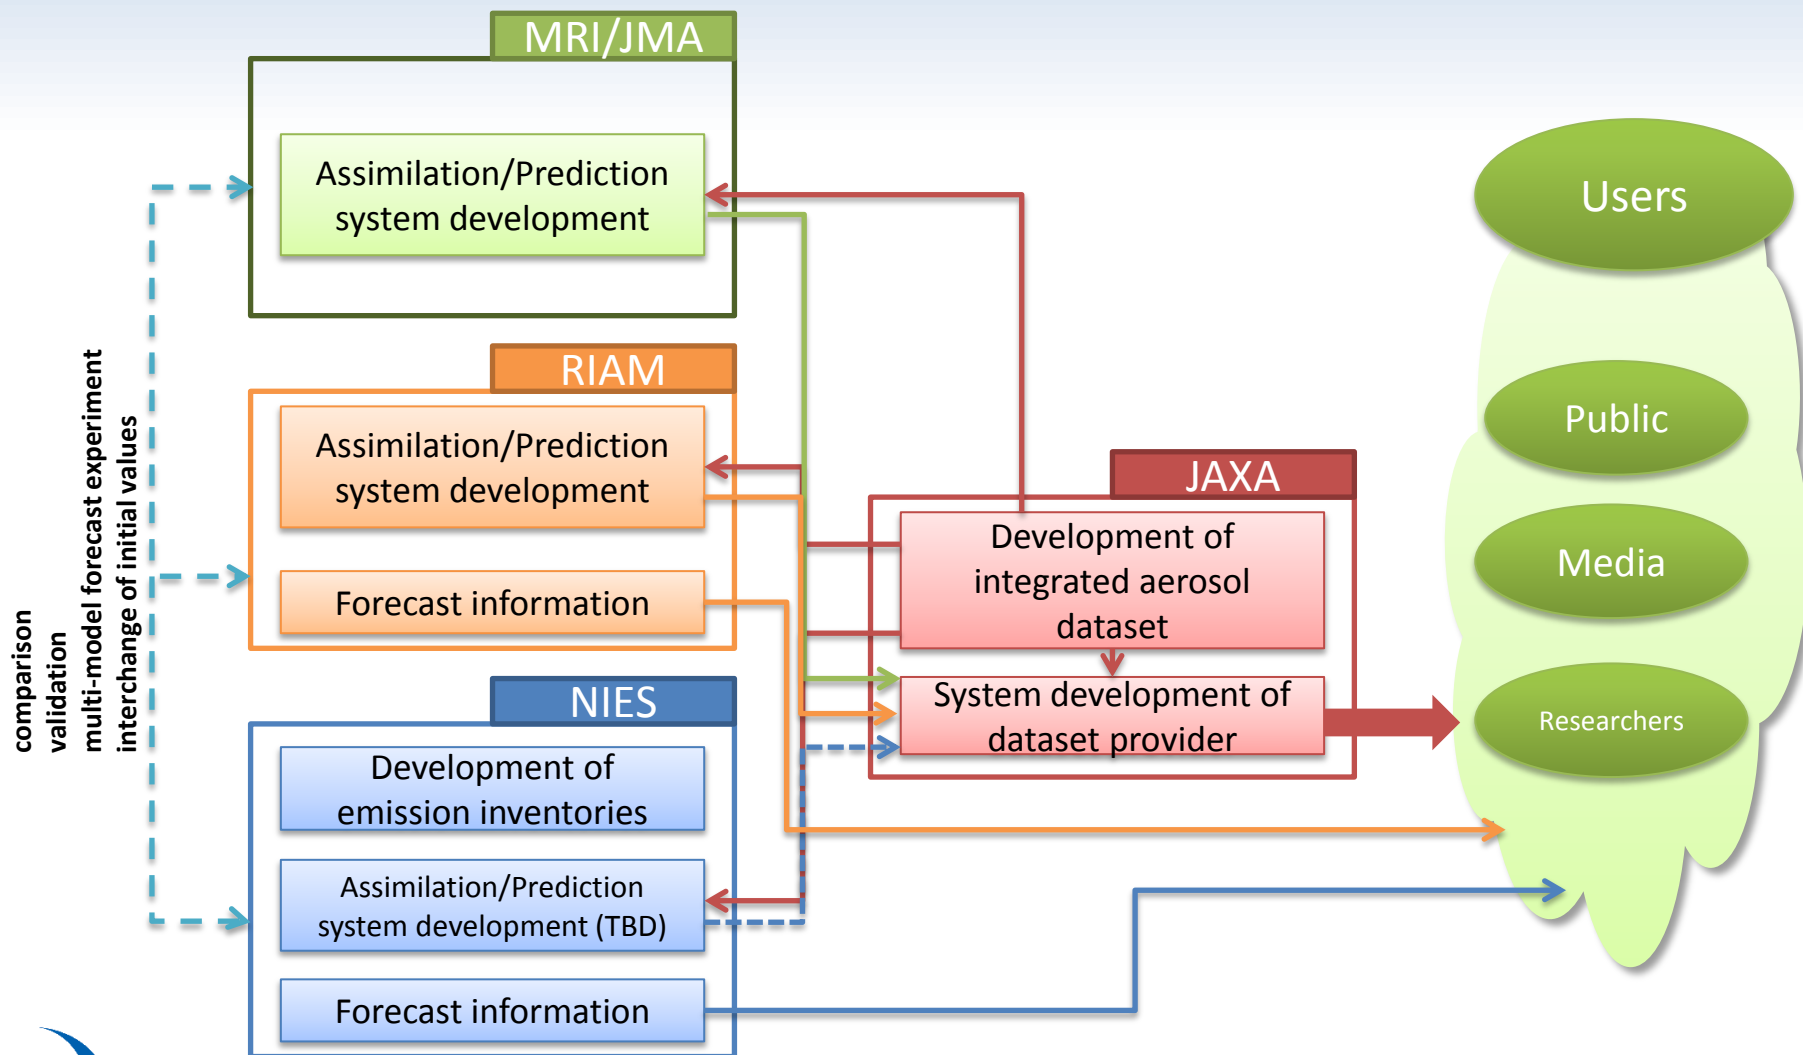 MRI/JMA
Assimilation/Prediction
system development
RIAM
Assimilation/Prediction
system development
Forecast information
NIES
Development of
emission inventories
Assimilation/Prediction
system development (TBD)
Forecast information
comparison
validation
multi-model forecast experiment
interchange of initial values
JAXA
Development of
integrated aerosol
dataset
System development of
dataset provider
Users
Public
Media
Researchers